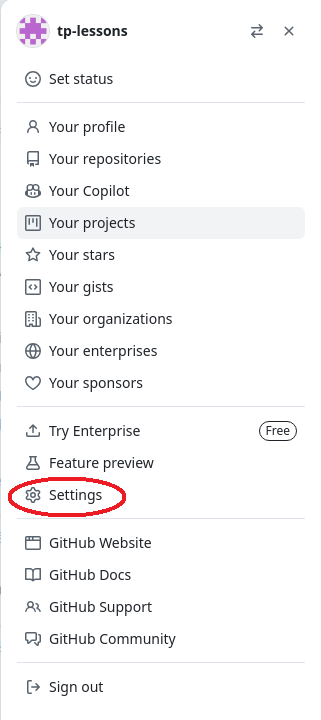 tp-lessons
Set status
Your profile
Your repositories
Your Copilot
Your projects
Your stars
Your gists
Your organizations
Your enterprises
Your sponsors
Try Enterprise Free
Feature preview
Settings
GitHub Website
GitHub Docs
GitHub Support
GitHub Community
Sign out